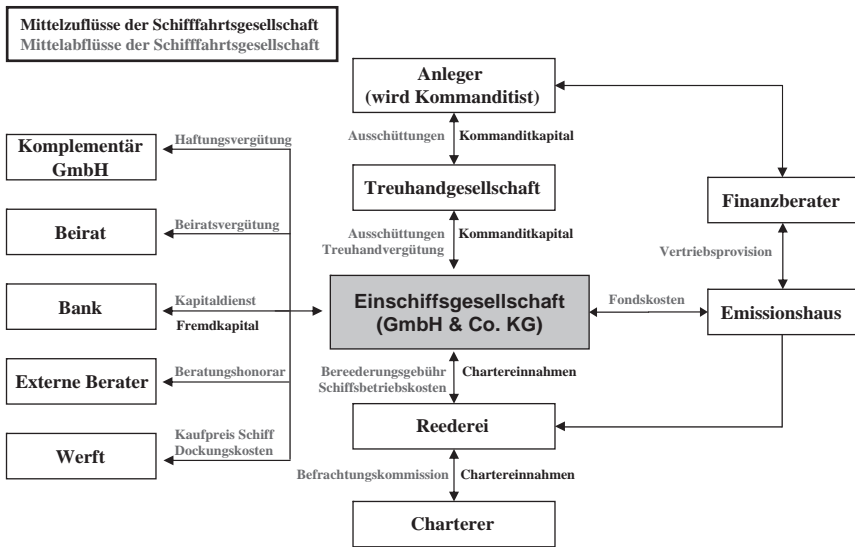 Mittelzuflüsse der Schifffahrtsgesellschaft
Mittelabflüsse der Schifffahrtsgesellschaft
Anleger
(wird Kommanditist)
Ausschüttungen
Kommanditkapital
Komplementär
GmbH
Haftungsvergütung
Treuhandgesellschaft
Finanzberater
Beirat
Beiratsvergütung
Ausschüttungen
Treuhandvergütung
Kommanditkapital
Vertriebsprovision
Bank
Kapitaldienst
Fremdkapital
Einschiffsgesellschaft
(GmbH & Co. KG)
Fondskosten
Emissionshaus
Externe Berater
Beratungshonorar
Bereederungsgebühr
Schiffsbetriebskosten
Chartereinnahmen
Reederei
Werft
Kaufpreis Schiff
Dockungskosten
Befrachtungskommission
Chartereinnahmen
Charterer